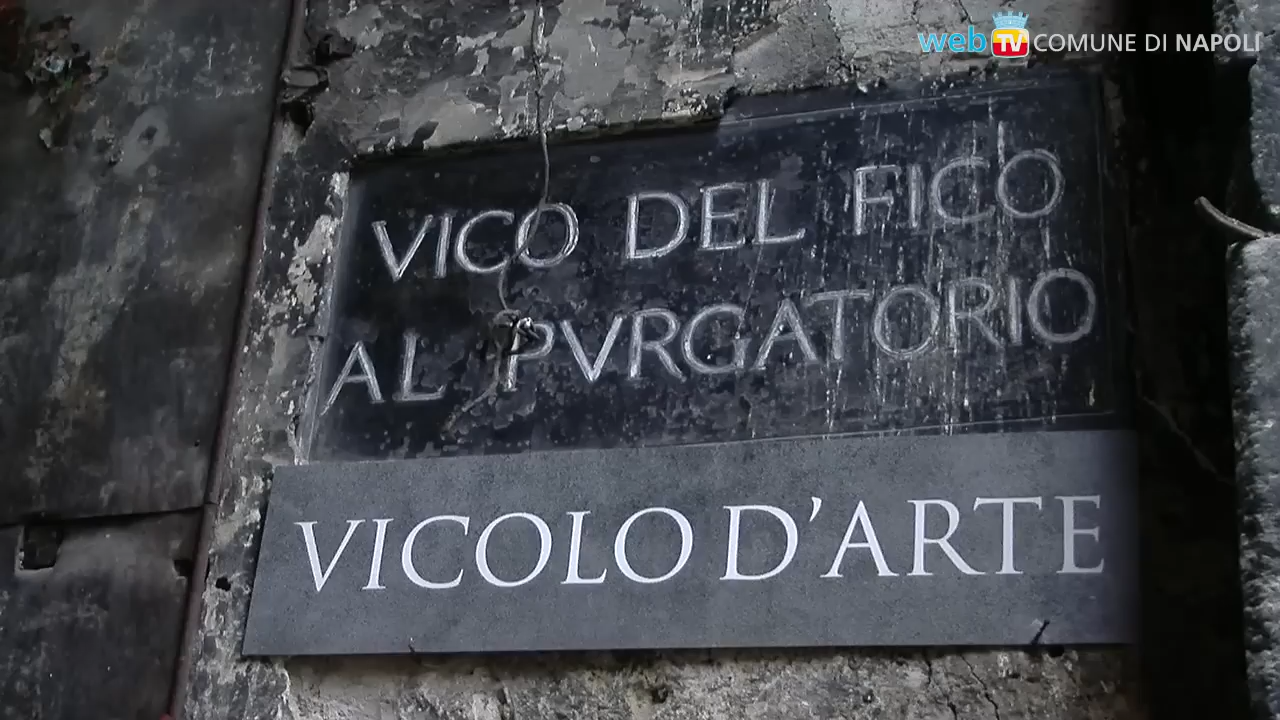 web TV COMUNE DI NAPOLI
VICO DEL FICO
AL PVRGATORIO
VICOLO D'ARTE